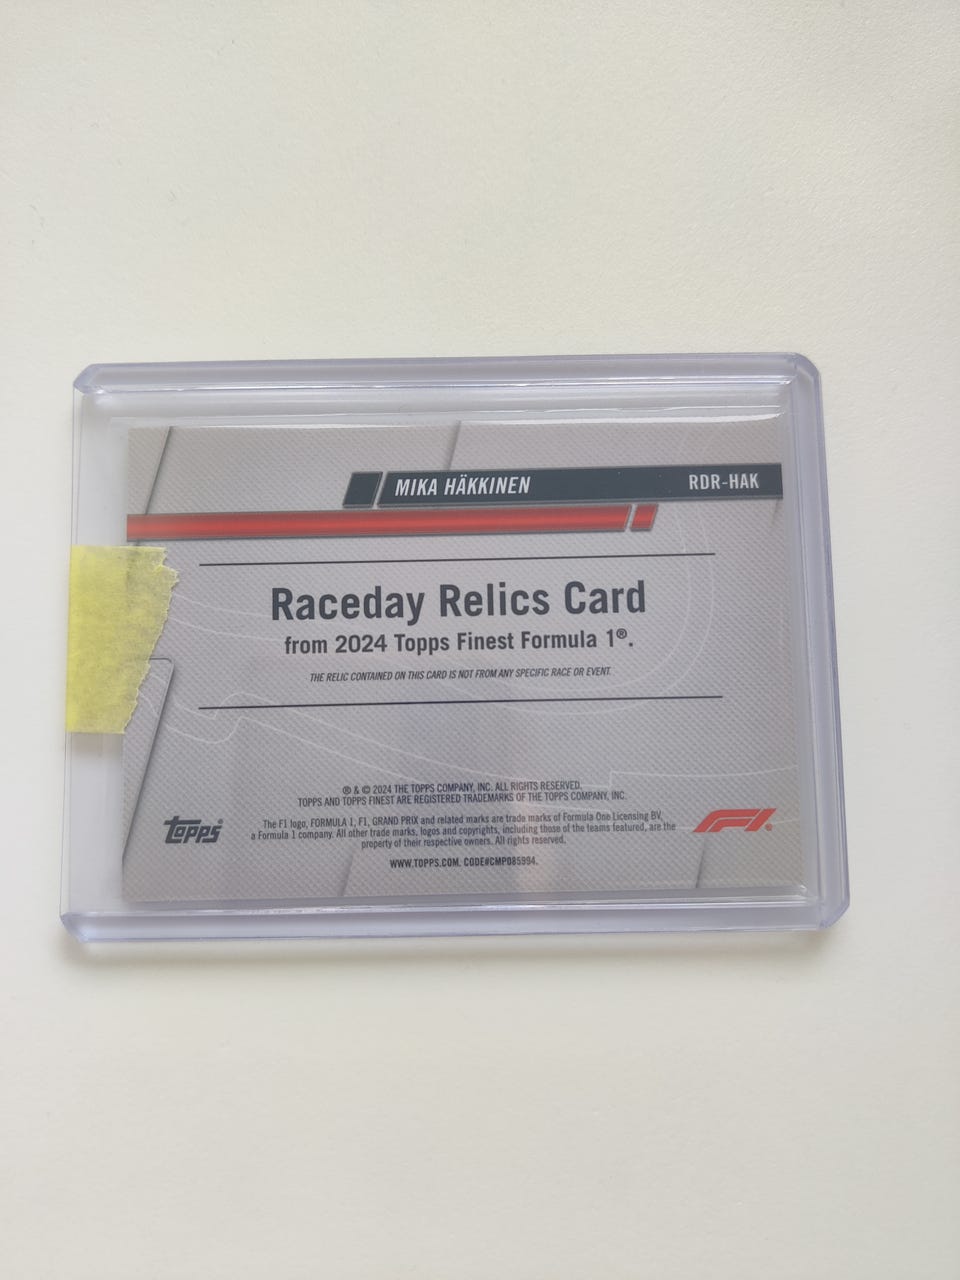 MIKA HÄKKINEN RDR-HAK
Raceday Relics Card
from 2024 Topps Finest Formula 1®.
THE RELIC CONTAINED ON THIS CARD IS NOT FROM ANY SPECIFIC RACE OR EVENT.
® & © 2024 THE TOPPS COMPANY, INC. ALL RIGHTS RESERVED.
TOPPS AND TOPPS FINEST ARE REGISTERED TRADEMARKS OF THE TOPPS COMPANY, INC.
The F1 logo, FORMULA 1, F1, GRAND PRIX and related marks are trade marks of Formula One Licensing BV,
a Formula 1 company. All other trade marks, logos and copyrights, including those of the teams featured, are the
property of their respective owners. All rights reserved.
WWW.TOPPS.COM. CODE#CMP085994.
topps®
F1®